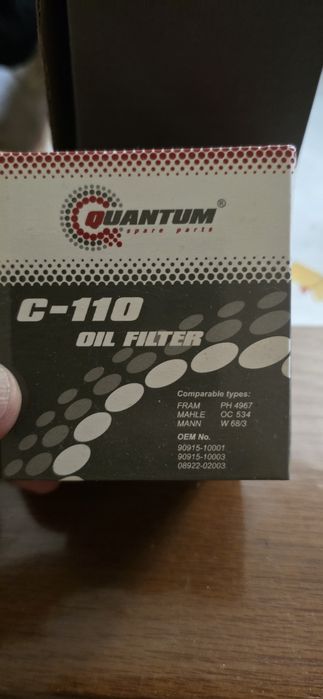 QUANTUM®
spare parts
C-110
OIL FILTER
Comparable types:
FRAM PH 4967
MAHLE OC 534
MANN W 68/3
OEM No.
90915-10001
90915-10003
08922-02003